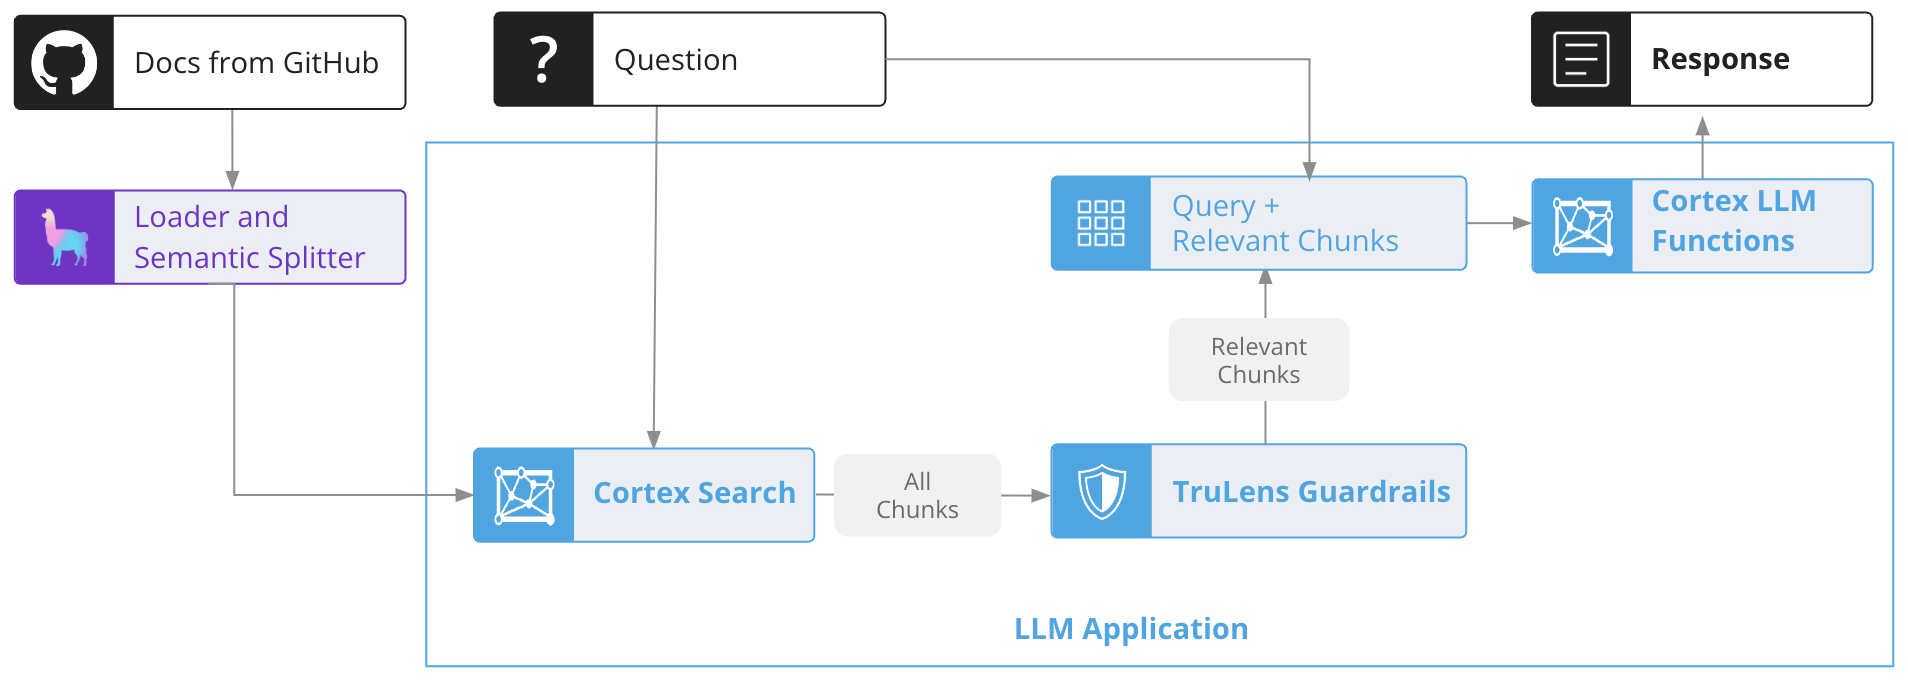 Docs from GitHub
?
Question
Response
Loader and
Semantic Splitter
Query +
Relevant Chunks
Cortex LLM
Functions
Relevant
Chunks
Cortex Search
All
Chunks
TruLens Guardrails
LLM Application